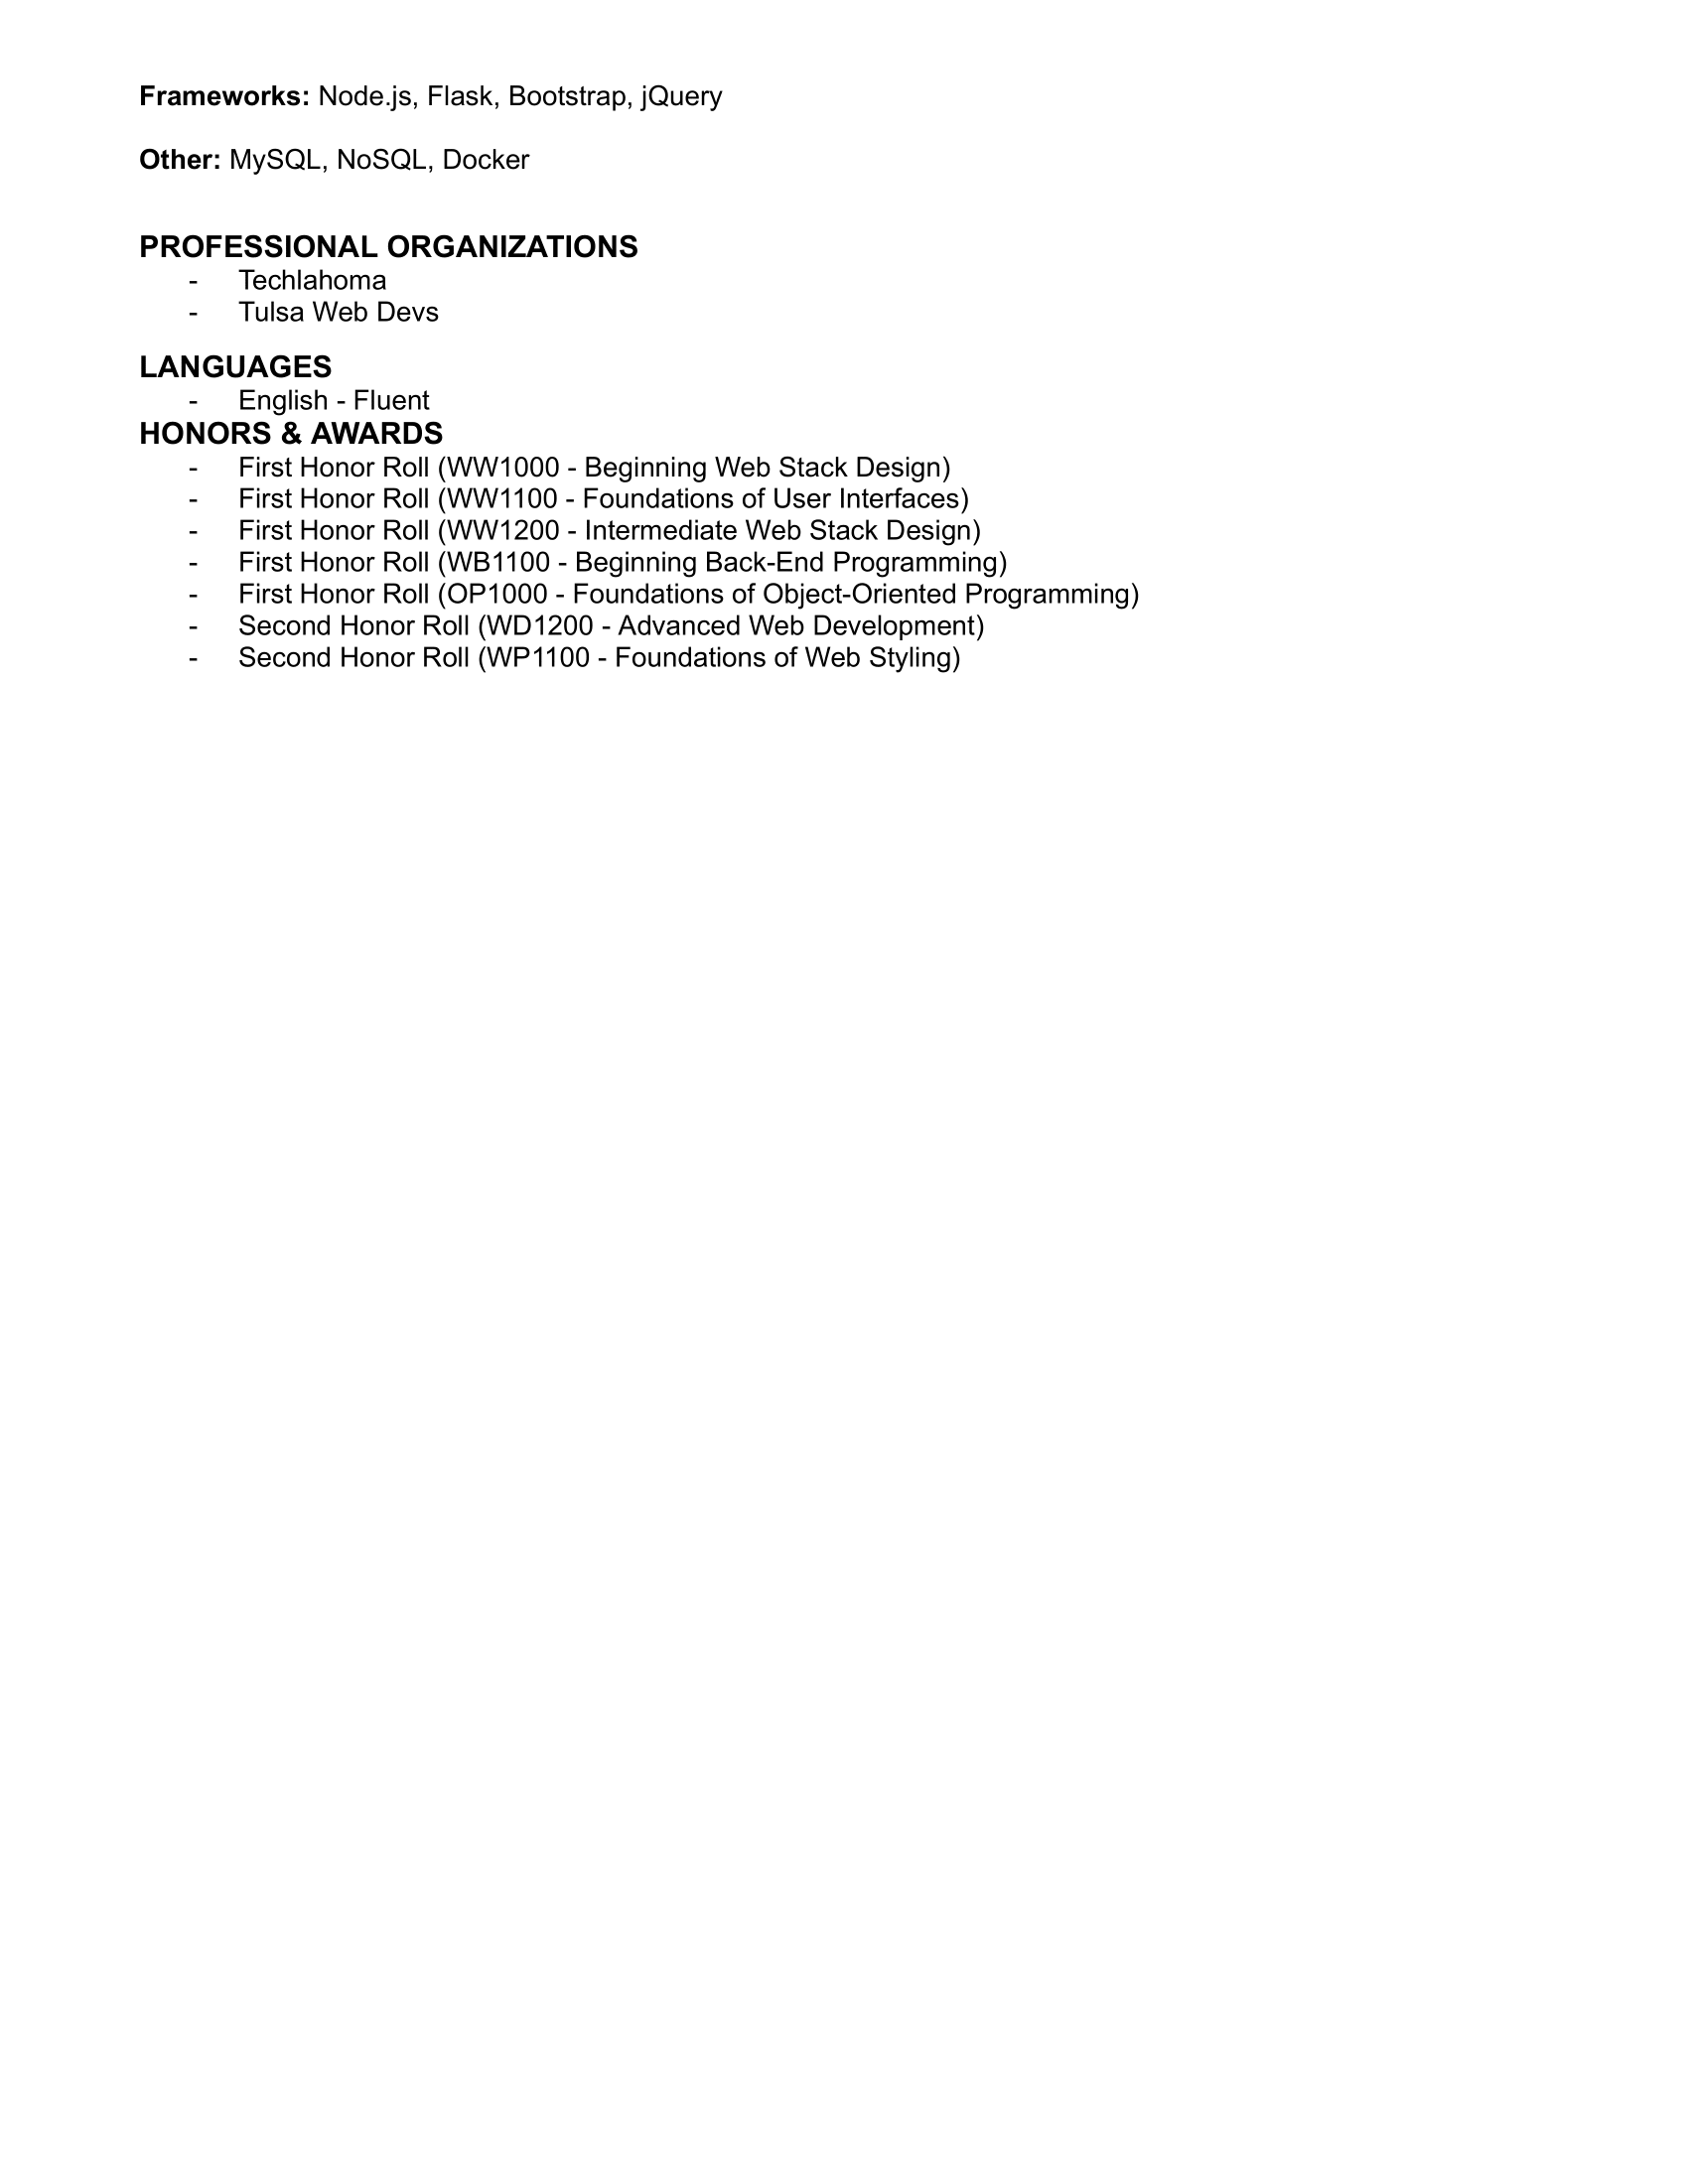 Frameworks: Node.js, Flask, Bootstrap, jQuery
Other: MySQL, NoSQL, Docker
PROFESSIONAL ORGANIZATIONS
- Techlahoma
- Tulsa Web Devs
LANGUAGES
- English - Fluent
HONORS & AWARDS
- First Honor Roll (WW1000 - Beginning Web Stack Design)
- First Honor Roll (WW1100 - Foundations of User Interfaces)
- First Honor Roll (WW1200 - Intermediate Web Stack Design)
- First Honor Roll (WB1100 - Beginning Back-End Programming)
- First Honor Roll (OP1000 - Foundations of Object-Oriented Programming)
- Second Honor Roll (WD1200 - Advanced Web Development)
- Second Honor Roll (WP1100 - Foundations of Web Styling)